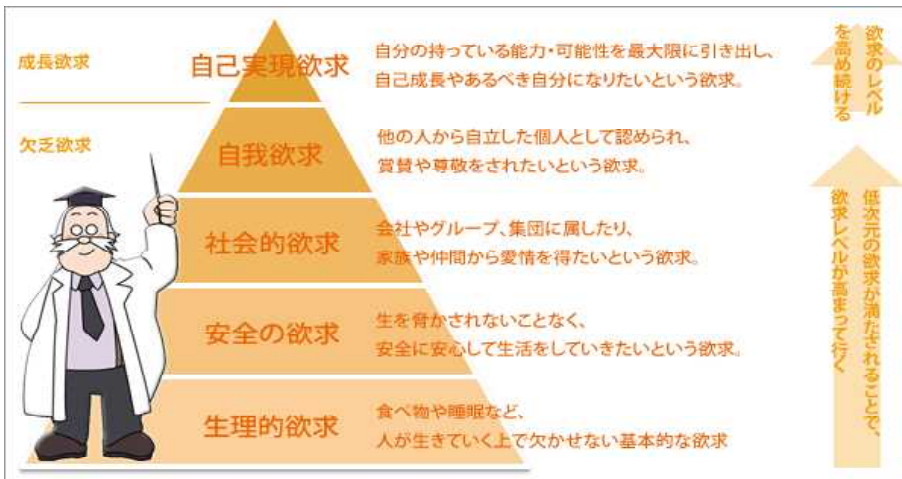 成長欲求
自己実現欲求
自分の持っている能力・可能性を最大限に引き出し、
自己成長やあるべき自分になりたいという欲求。
欠乏欲求
自我欲求
他の人から自立した個人として認められ、
賞賛や尊敬をされたいという欲求。
社会的欲求
会社やグループ、集団に属したり、
家族や仲間から愛情を得たいという欲求。
安全の欲求
生を脅かされないことなく、
安全に安心して生活をしていきたいという欲求。
生理的欲求
食べ物や睡眠など、
人が生きていく上で欠かせない基本的な欲求
欲求のレベル
を高め続ける
低次元の欲求が満たされることで、
欲求レベルが高まって行く